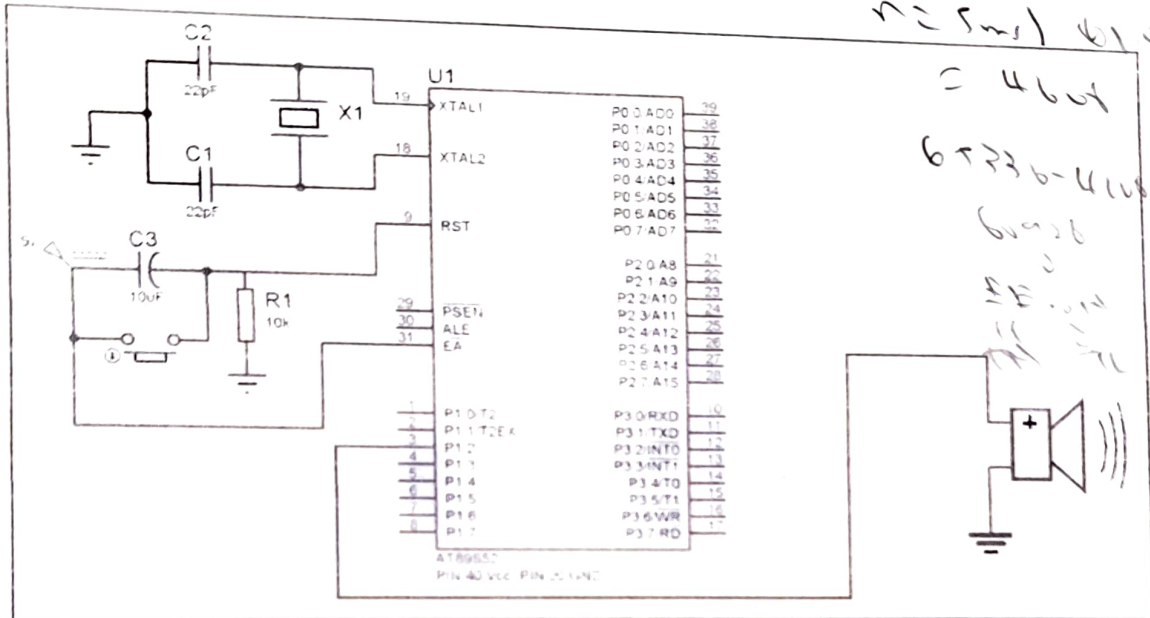 C2
22pF
X1
C1
22pF
C3
10uF
R1
10k
U1
19 XTAL1
18 XTAL2
9 RST
29 PSEN
30 ALE
31 EA
1 P1.0/T2
2 P1.1/T2EX
3 P1.2
4 P1.3
5 P1.4
6 P1.5
7 P1.6
8 P1.7
P0.0/AD0 39
P0.1/AD1 38
P0.2/AD2 37
P0.3/AD3 36
P0.4/AD4 35
P0.5/AD5 34
P0.6/AD6 33
P0.7/AD7 32
P2.0/A8 21
P2.1/A9 22
P2.2/A10 23
P2.3/A11 24
P2.4/A12 25
P2.5/A13 26
P2.6/A14 27
P2.7/A15 28
P3.0/RXD 10
P3.1/TXD 11
P3.2/INT0 12
P3.3/INT1 13
P3.4/T0 14
P3.5/T1 15
P3.6/WR 16
P3.7/RD 17
AT89S52
PIN 40 Vcc PIN 20 GND
+